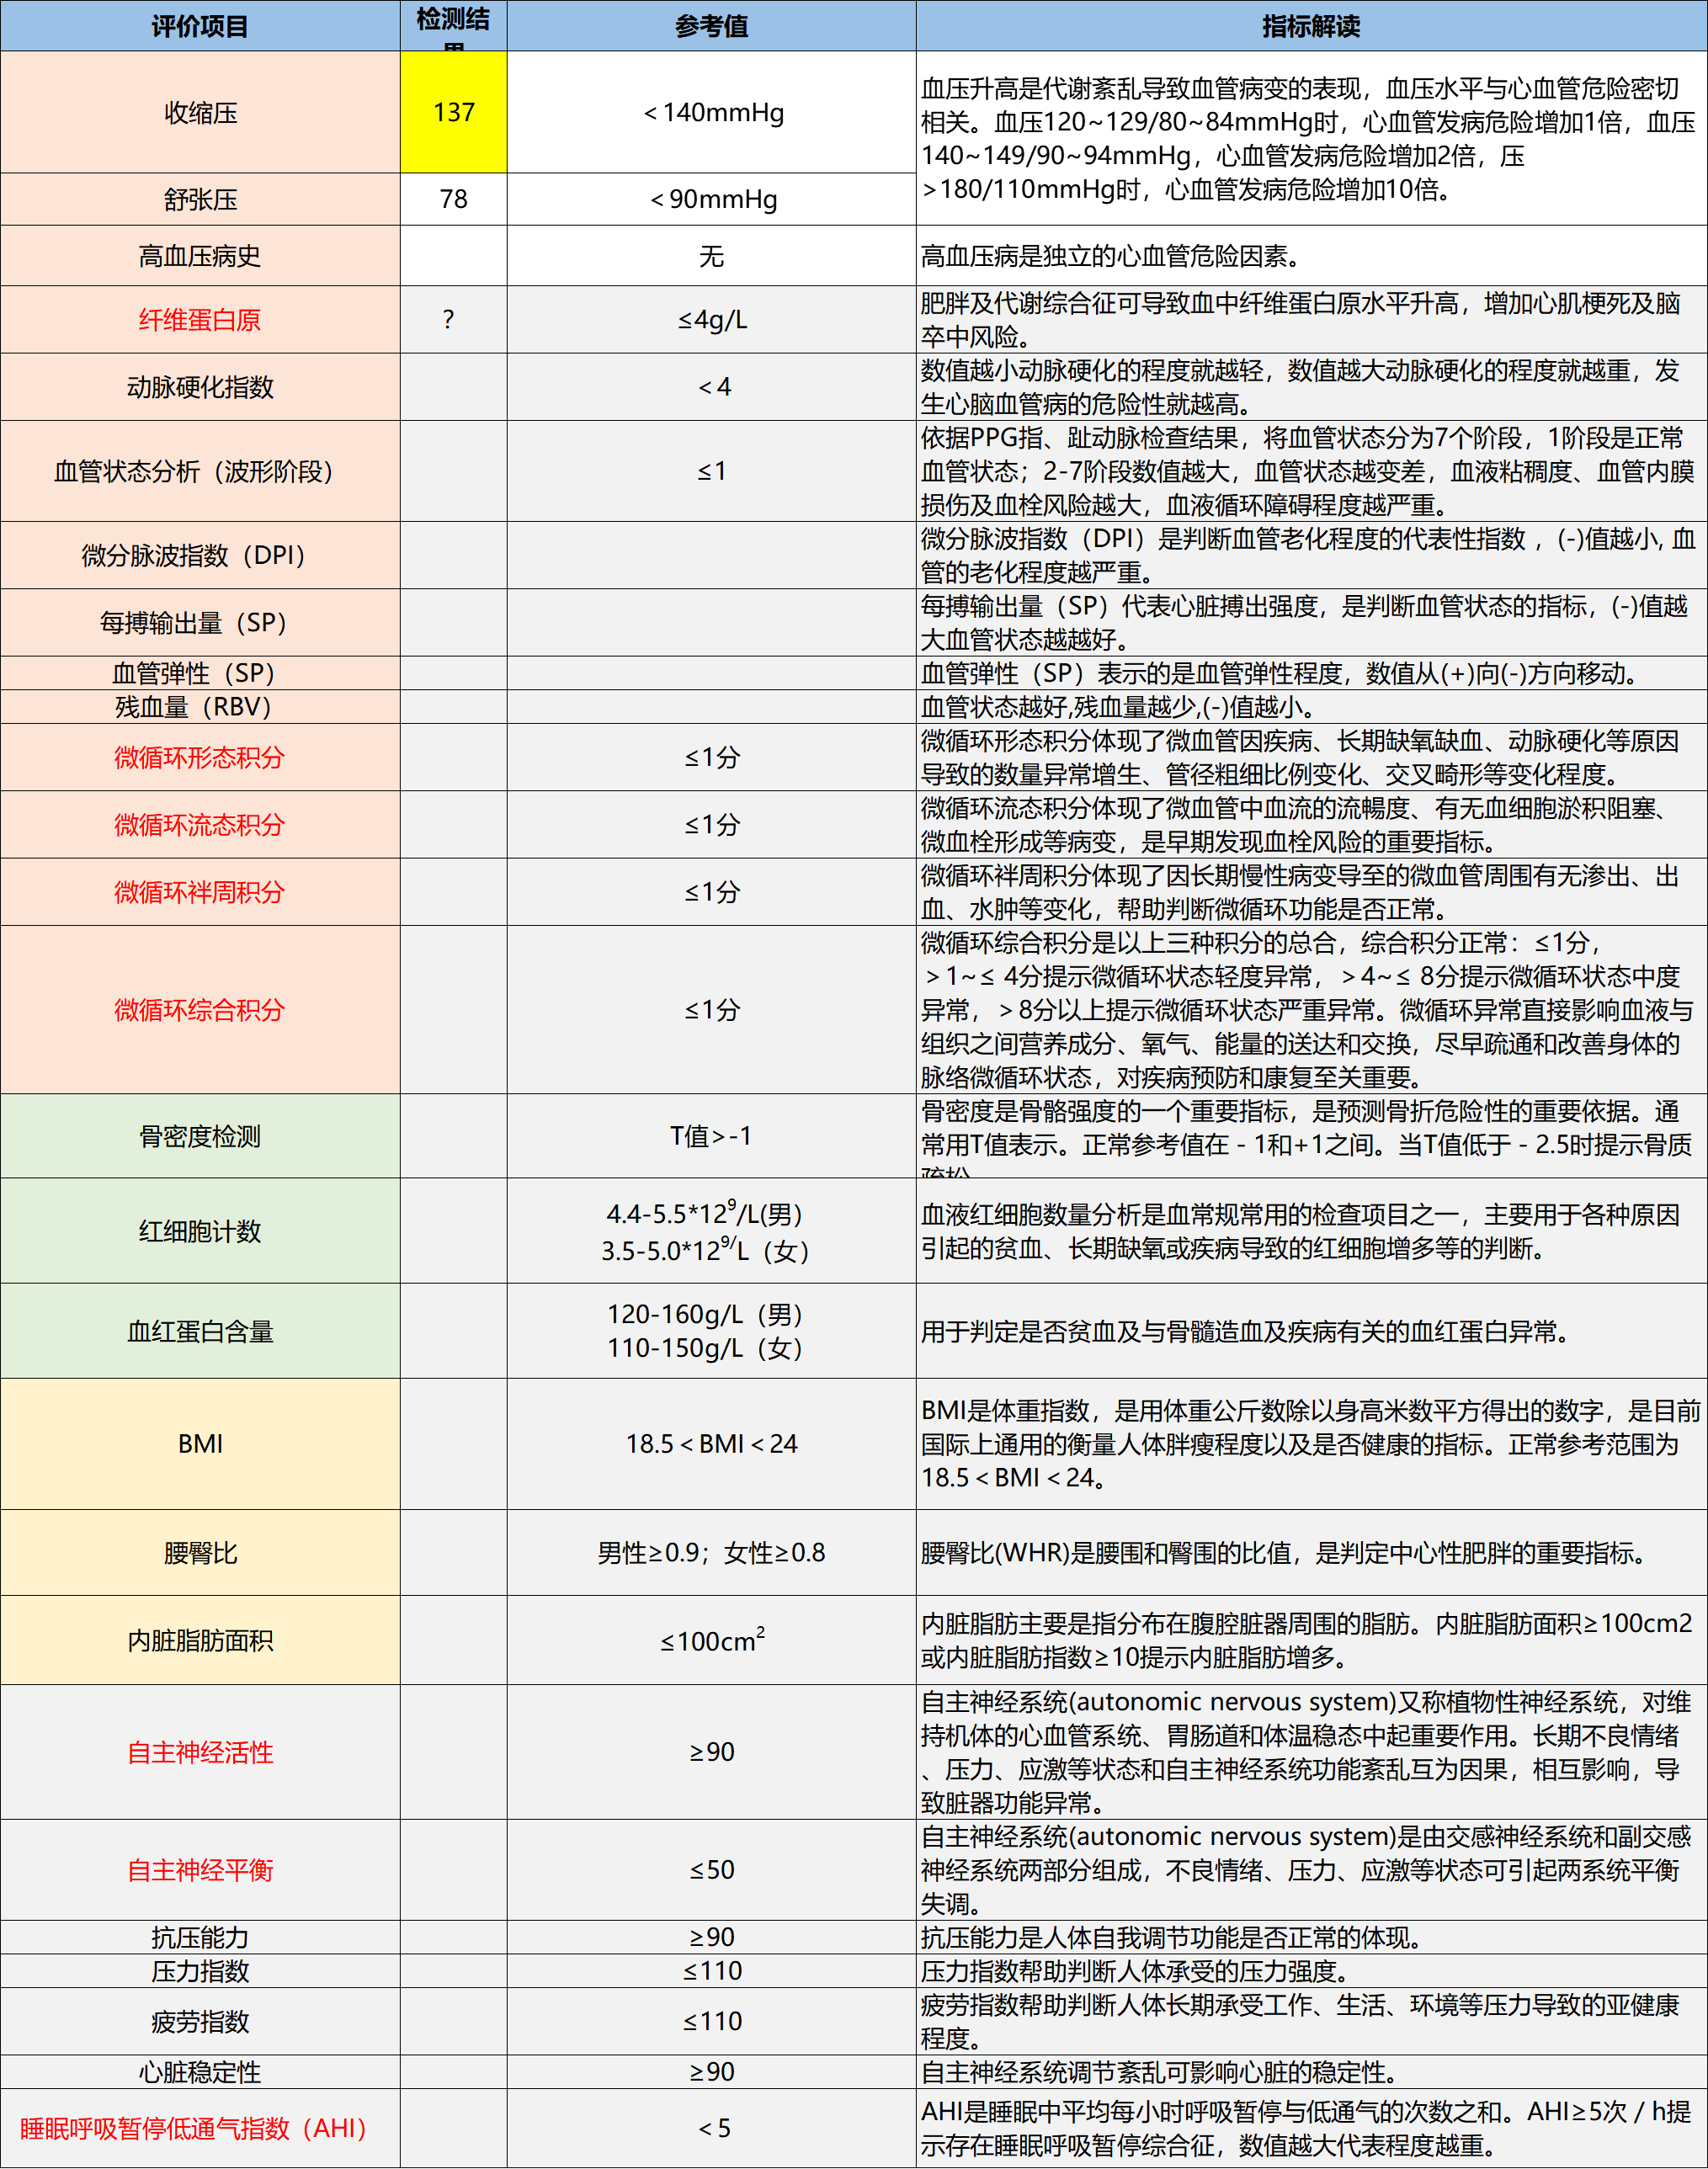 评价项目
检测结
参考值
指标解读
收缩压
137
＜140mmHg
血压升高是代谢紊乱导致血管病变的表现，血压水平与心血管危险密切
相关。血压120~129/80~84mmHg时，心血管发病危险增加1倍，血压
140~149/90~94mmHg，心血管发病危险增加2倍，压
>180/110mmHg时，心血管发病危险增加10倍。
舒张压
78
＜90mmHg
高血压病史
无
高血压病是独立的心血管危险因素。
纤维蛋白原
?
≤4g/L
肥胖及代谢综合征可导致血中纤维蛋白原水平升高，增加心肌梗死及脑
卒中风险。
动脉硬化指数
＜4
数值越小动脉硬化的程度就越轻，数值越大动脉硬化的程度就越重，发
生心脑血管病的危险性就越高。
血管状态分析（波形阶段）
≤1
依据PPG指、趾动脉检查结果，将血管状态分为7个阶段，1阶段是正常
血管状态；2-7阶段数值越大，血管状态越变差，血液粘稠度、血管内膜
损伤及血栓风险越大，血液循环障碍程度越严重。
微分脉波指数（DPI）
微分脉波指数（DPI）是判断血管老化程度的代表性指数 ，(-)值越小, 血
管的老化程度越严重。
每搏输出量（SP）
每搏输出量（SP）代表心脏搏出强度，是判断血管状态的指标，(-)值越
大血管状态越越好。
血管弹性（SP）
血管弹性（SP）表示的是血管弹性程度，数值从(+)向(-)方向移动。
残血量（RBV）
血管状态越好,残血量越少,(-)值越小。
微循环形态积分
≤1分
微循环形态积分体现了微血管因疾病、长期缺氧缺血、动脉硬化等原因
导致的数量异常增生、管径粗细比例变化、交叉畸形等变化程度。
微循环流态积分
≤1分
微循环流态积分体现了微血管中血流的流暢度、有无血细胞淤积阻塞、
微血栓形成等病变，是早期发现血栓风险的重要指标。
微循环袢周积分
≤1分
微循环袢周积分体现了因长期慢性病变导至的微血管周围有无渗出、出
血、水肿等变化，帮助判断微循环功能是否正常。
微循环综合积分
≤1分
微循环综合积分是以上三种积分的总合，综合积分正常：≤1分，
＞1~≤ 4分提示微循环状态轻度异常，＞4~≤ 8分提示微循环状态中度
异常，＞8分以上提示微循环状态严重异常。微循环异常直接影响血液与
组织之间营养成分、氧气、能量的送达和交换，尽早疏通和改善身体的
脉络微循环状态，对疾病预防和康复至关重要。
骨密度检测
T值>-1
骨密度是骨骼强度的一个重要指标，是预测骨折危险性的重要依据。通
常用T值表示。正常参考值在－1和+1之间。当T值低于－2.5时提示骨质
红细胞计数
4.4-5.5*12⁹/L(男）
3.5-5.0*12⁹ᐟL（女）
血液红细胞数量分析是血常规常用的检查项目之一，主要用于各种原因
引起的贫血、长期缺氧或疾病导致的红细胞增多等的判断。
血红蛋白含量
120-160g/L（男）
110-150g/L（女）
用于判定是否贫血及与骨髓造血及疾病有关的血红蛋白异常。
BMI
18.5＜BMI＜24
BMI是体重指数，是用体重公斤数除以身高米数平方得出的数字，是目前
国际上通用的衡量人体胖瘦程度以及是否健康的指标。正常参考范围为
18.5＜BMI＜24。
腰臀比
男性≥0.9；女性≥0.8
腰臀比(WHR)是腰围和臀围的比值，是判定中心性肥胖的重要指标。
内脏脂肪面积
≤100cm²
内脏脂肪主要是指分布在腹腔脏器周围的脂肪。内脏脂肪面积≥100cm2
或内脏脂肪指数≥10提示内脏脂肪增多。
自主神经活性
≥90
自主神经系统(autonomic nervous system)又称植物性神经系统，对维
持机体的心血管系统、胃肠道和体温稳态中起重要作用。长期不良情绪
、压力、应激等状态和自主神经系统功能紊乱互为因果，相互影响，导
致脏器功能异常。
自主神经平衡
≤50
自主神经系统(autonomic nervous system)是由交感神经系统和副交感
神经系统两部分组成，不良情绪、压力、应激等状态可引起两系统平衡
失调。
抗压能力
≥90
抗压能力是人体自我调节功能是否正常的体现。
压力指数
≤110
压力指数帮助判断人体承受的压力强度。
疲劳指数
≤110
疲劳指数帮助判断人体长期承受工作、生活、环境等压力导致的亚健康
程度。
心脏稳定性
≥90
自主神经系统调节紊乱可影响心脏的稳定性。
睡眠呼吸暂停低通气指数（AHI）
＜5
AHI是睡眠中平均每小时呼吸暂停与低通气的次数之和。AHI≥5次／h提
示存在睡眠呼吸暂停综合征，数值越大代表程度越重。